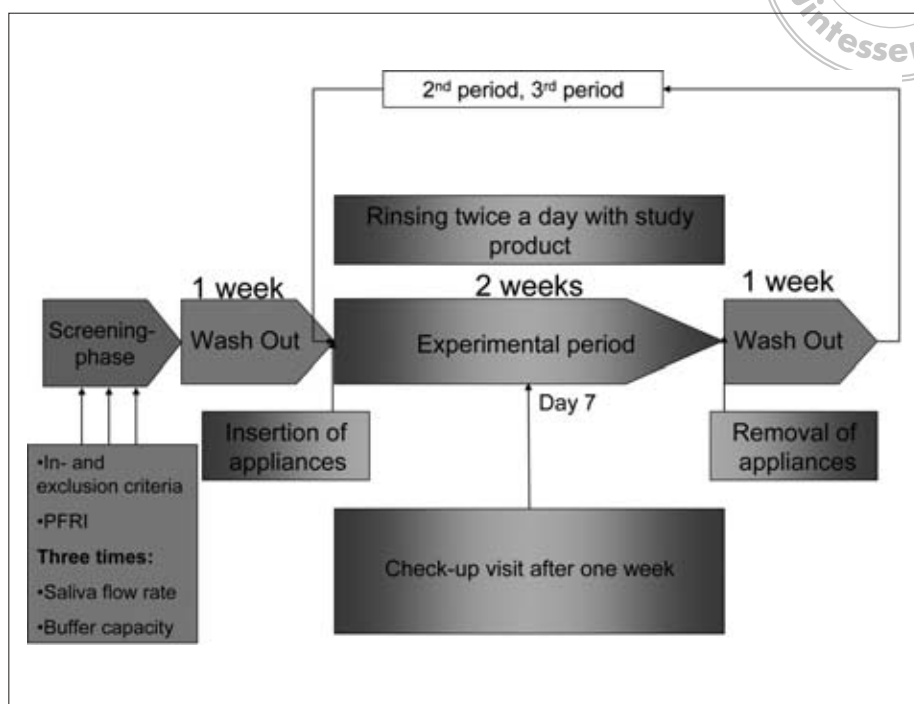 2nd period, 3rd period
Rinsing twice a day with study
product
1 week
2 weeks
1 week
Screening-
phase
Wash Out
Experimental period
Wash Out
Day 7
Insertion of
appliances
Removal of
appliances
•In- and
exclusion criteria
•PFRI
Three times:
•Saliva flow rate
•Buffer capacity
Check-up visit after one week